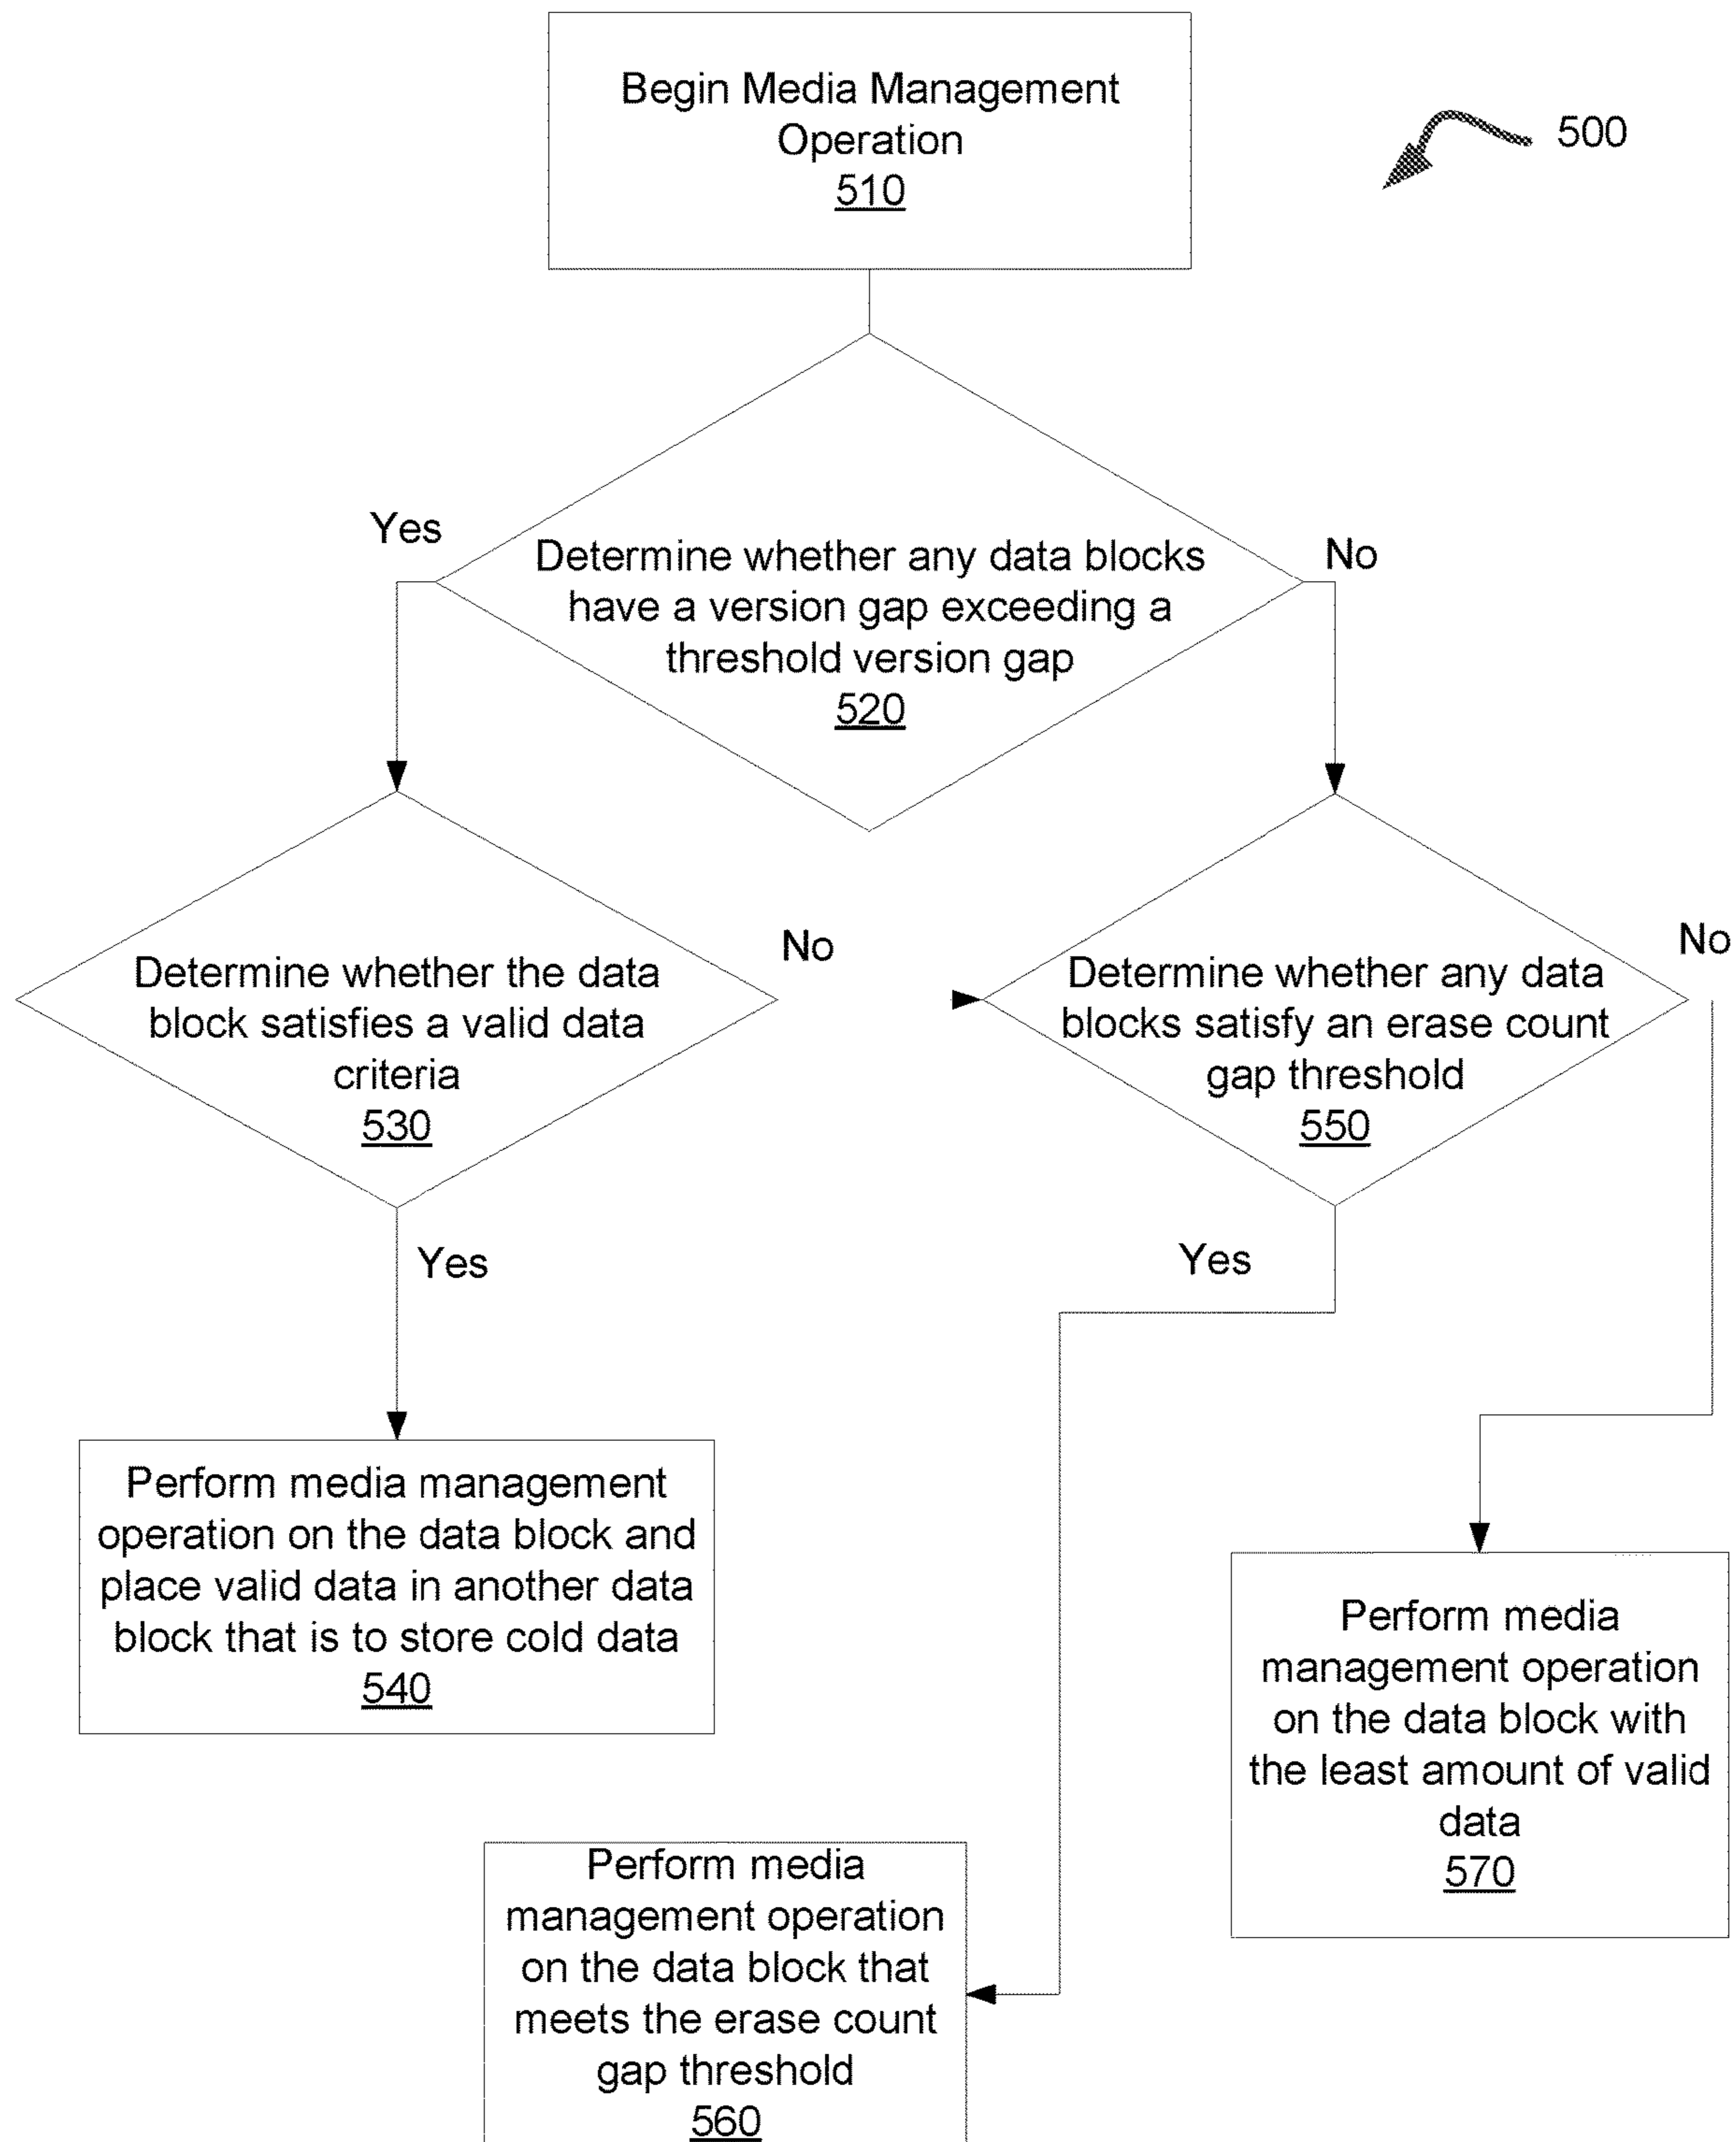 Begin Media Management
Operation
510
500
Yes
No
Determine whether any data blocks
have a version gap exceeding a
threshold version gap
520
No
No
Determine whether the data
block satisfies a valid data
criteria
530
Determine whether any data
blocks satisfy an erase count
gap threshold
550
Yes
Yes
Perform media management
operation on the data block and
place valid data in another data
block that is to store cold data
540
Perform media
management operation
on the data block with
the least amount of valid
data
570
Perform media
management operation
on the data block that
meets the erase count
gap threshold
560